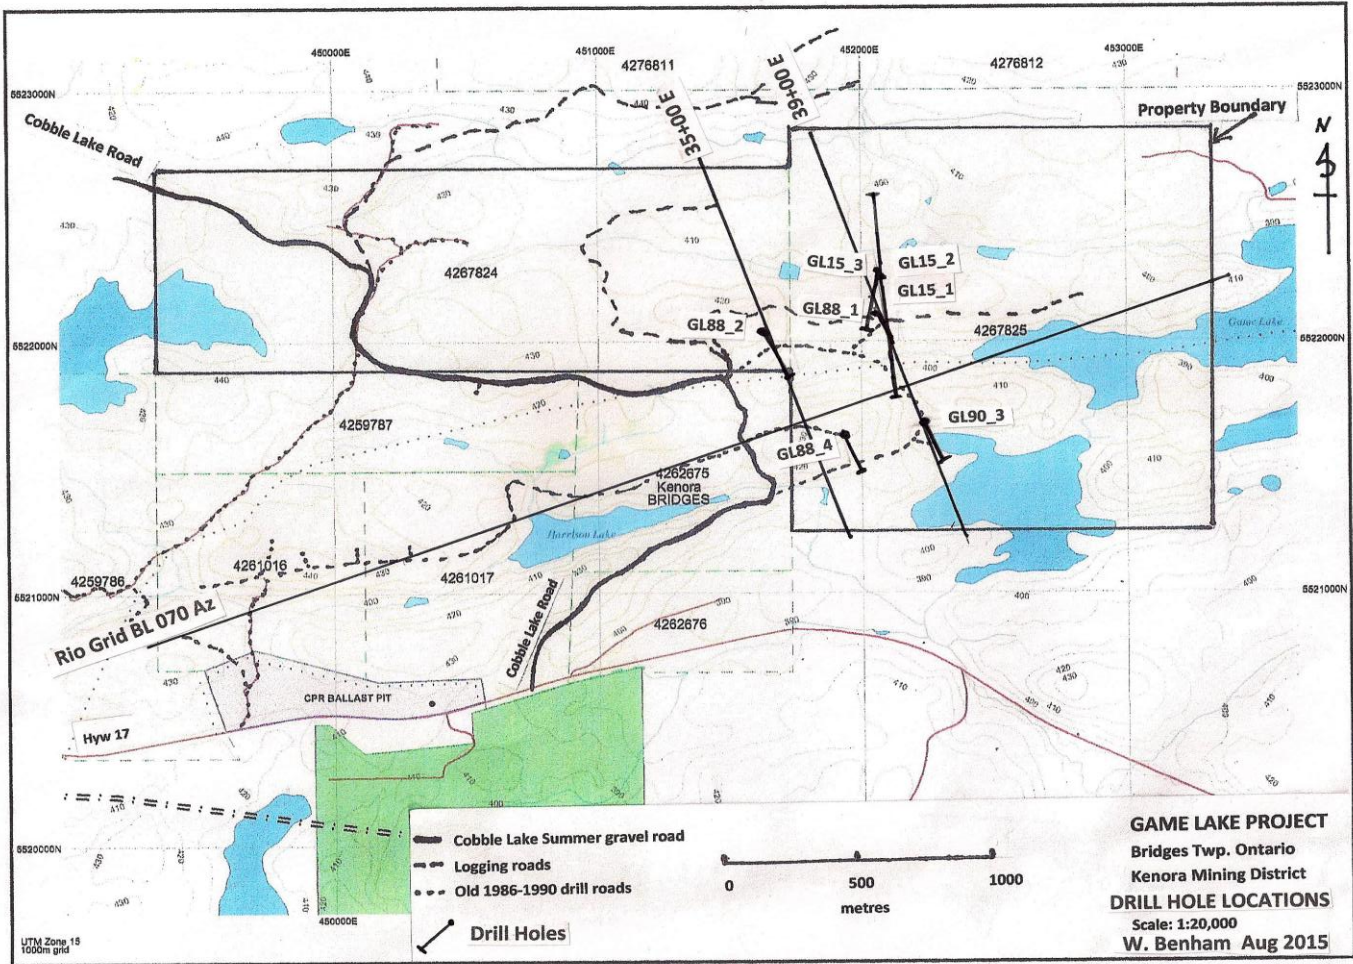 450000E
451000E
452000E
453000E
4276811
4276812
5523000N
5523000N
Cobble Lake Road
35+00 E
39+00 E
Property Boundary
N
4267824
GL15_3
GL15_2
GL15_1
GL88_1
GL88_2
4267825
Game Lake
5522000N
5522000N
4259787
GL90_3
GL88_4
4262675
Kenora
BRIDGES
Harrison Lake
4259786
4261016
4261017
5521000N
5521000N
Rio Grid BL 070 Az
Cobble Lake Road
4262676
CPR BALLAST PIT
Hyw 17
5520000N
450000E
Cobble Lake Summer gravel road
Logging roads
Old 1986-1990 drill roads
Drill Holes
0
500
1000
metres
GAME LAKE PROJECT
Bridges Twp. Ontario
Kenora Mining District
DRILL HOLE LOCATIONS
Scale: 1:20,000
W. Benham Aug 2015
UTM Zone 15
1000m grid